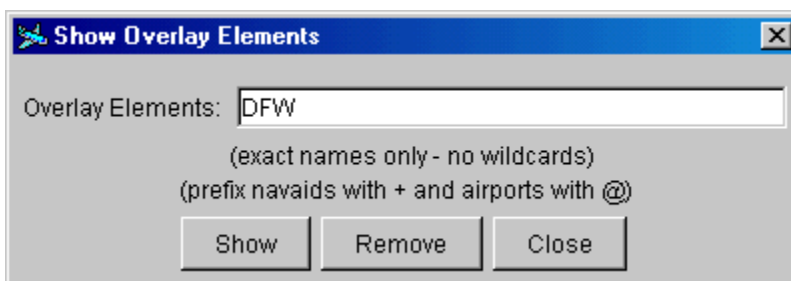 Show Overlay Elements
Overlay Elements: DFW
(exact names only - no wildcards)
(prefix navaids with + and airports with @)
Show Remove Close